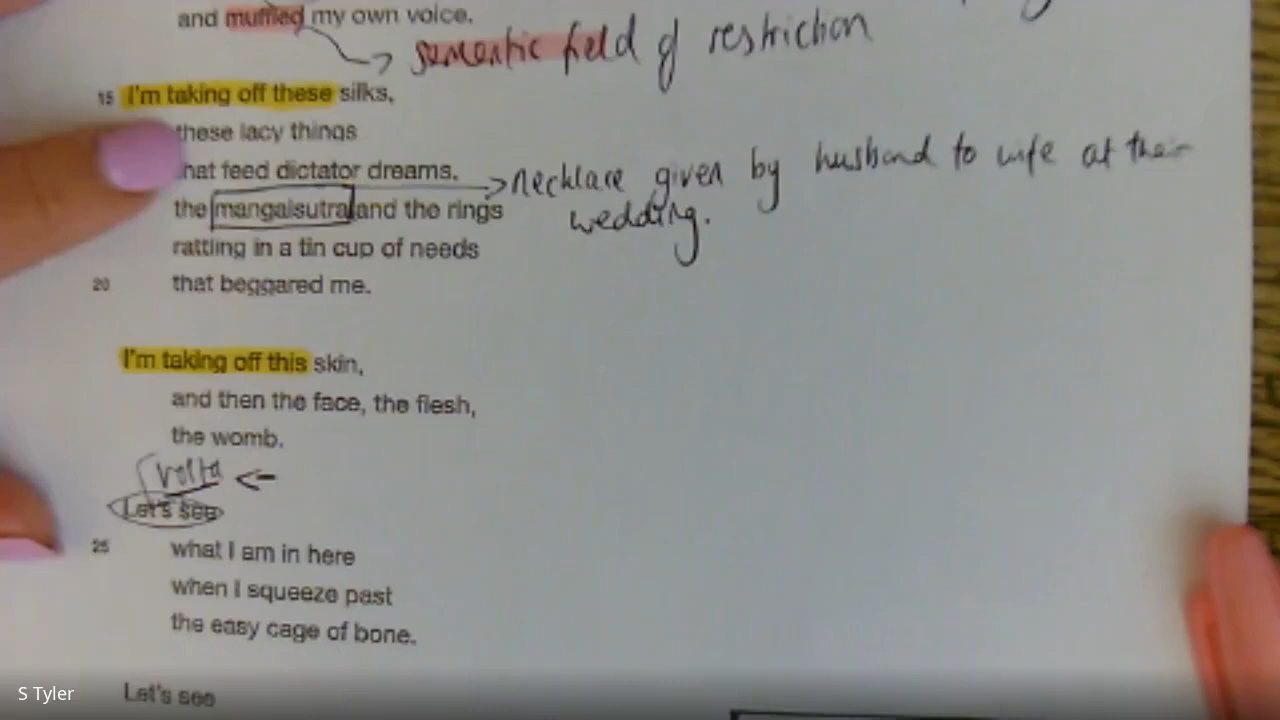 and muffled my own voice.
semantic field of restriction
15 I'm taking off these silks,
these lacy things
hat feed dictator dreams,
necklace given by husband to wife at their
the mangalsutra and the rings
wedding.
rattling in a tin cup of needs
20 that beggared me.
I'm taking off this skin,
and then the face, the flesh,
the womb.
volta
Let's see
25 what I am in here
when I squeeze past
the easy cage of bone.
Let's see
S Tyler